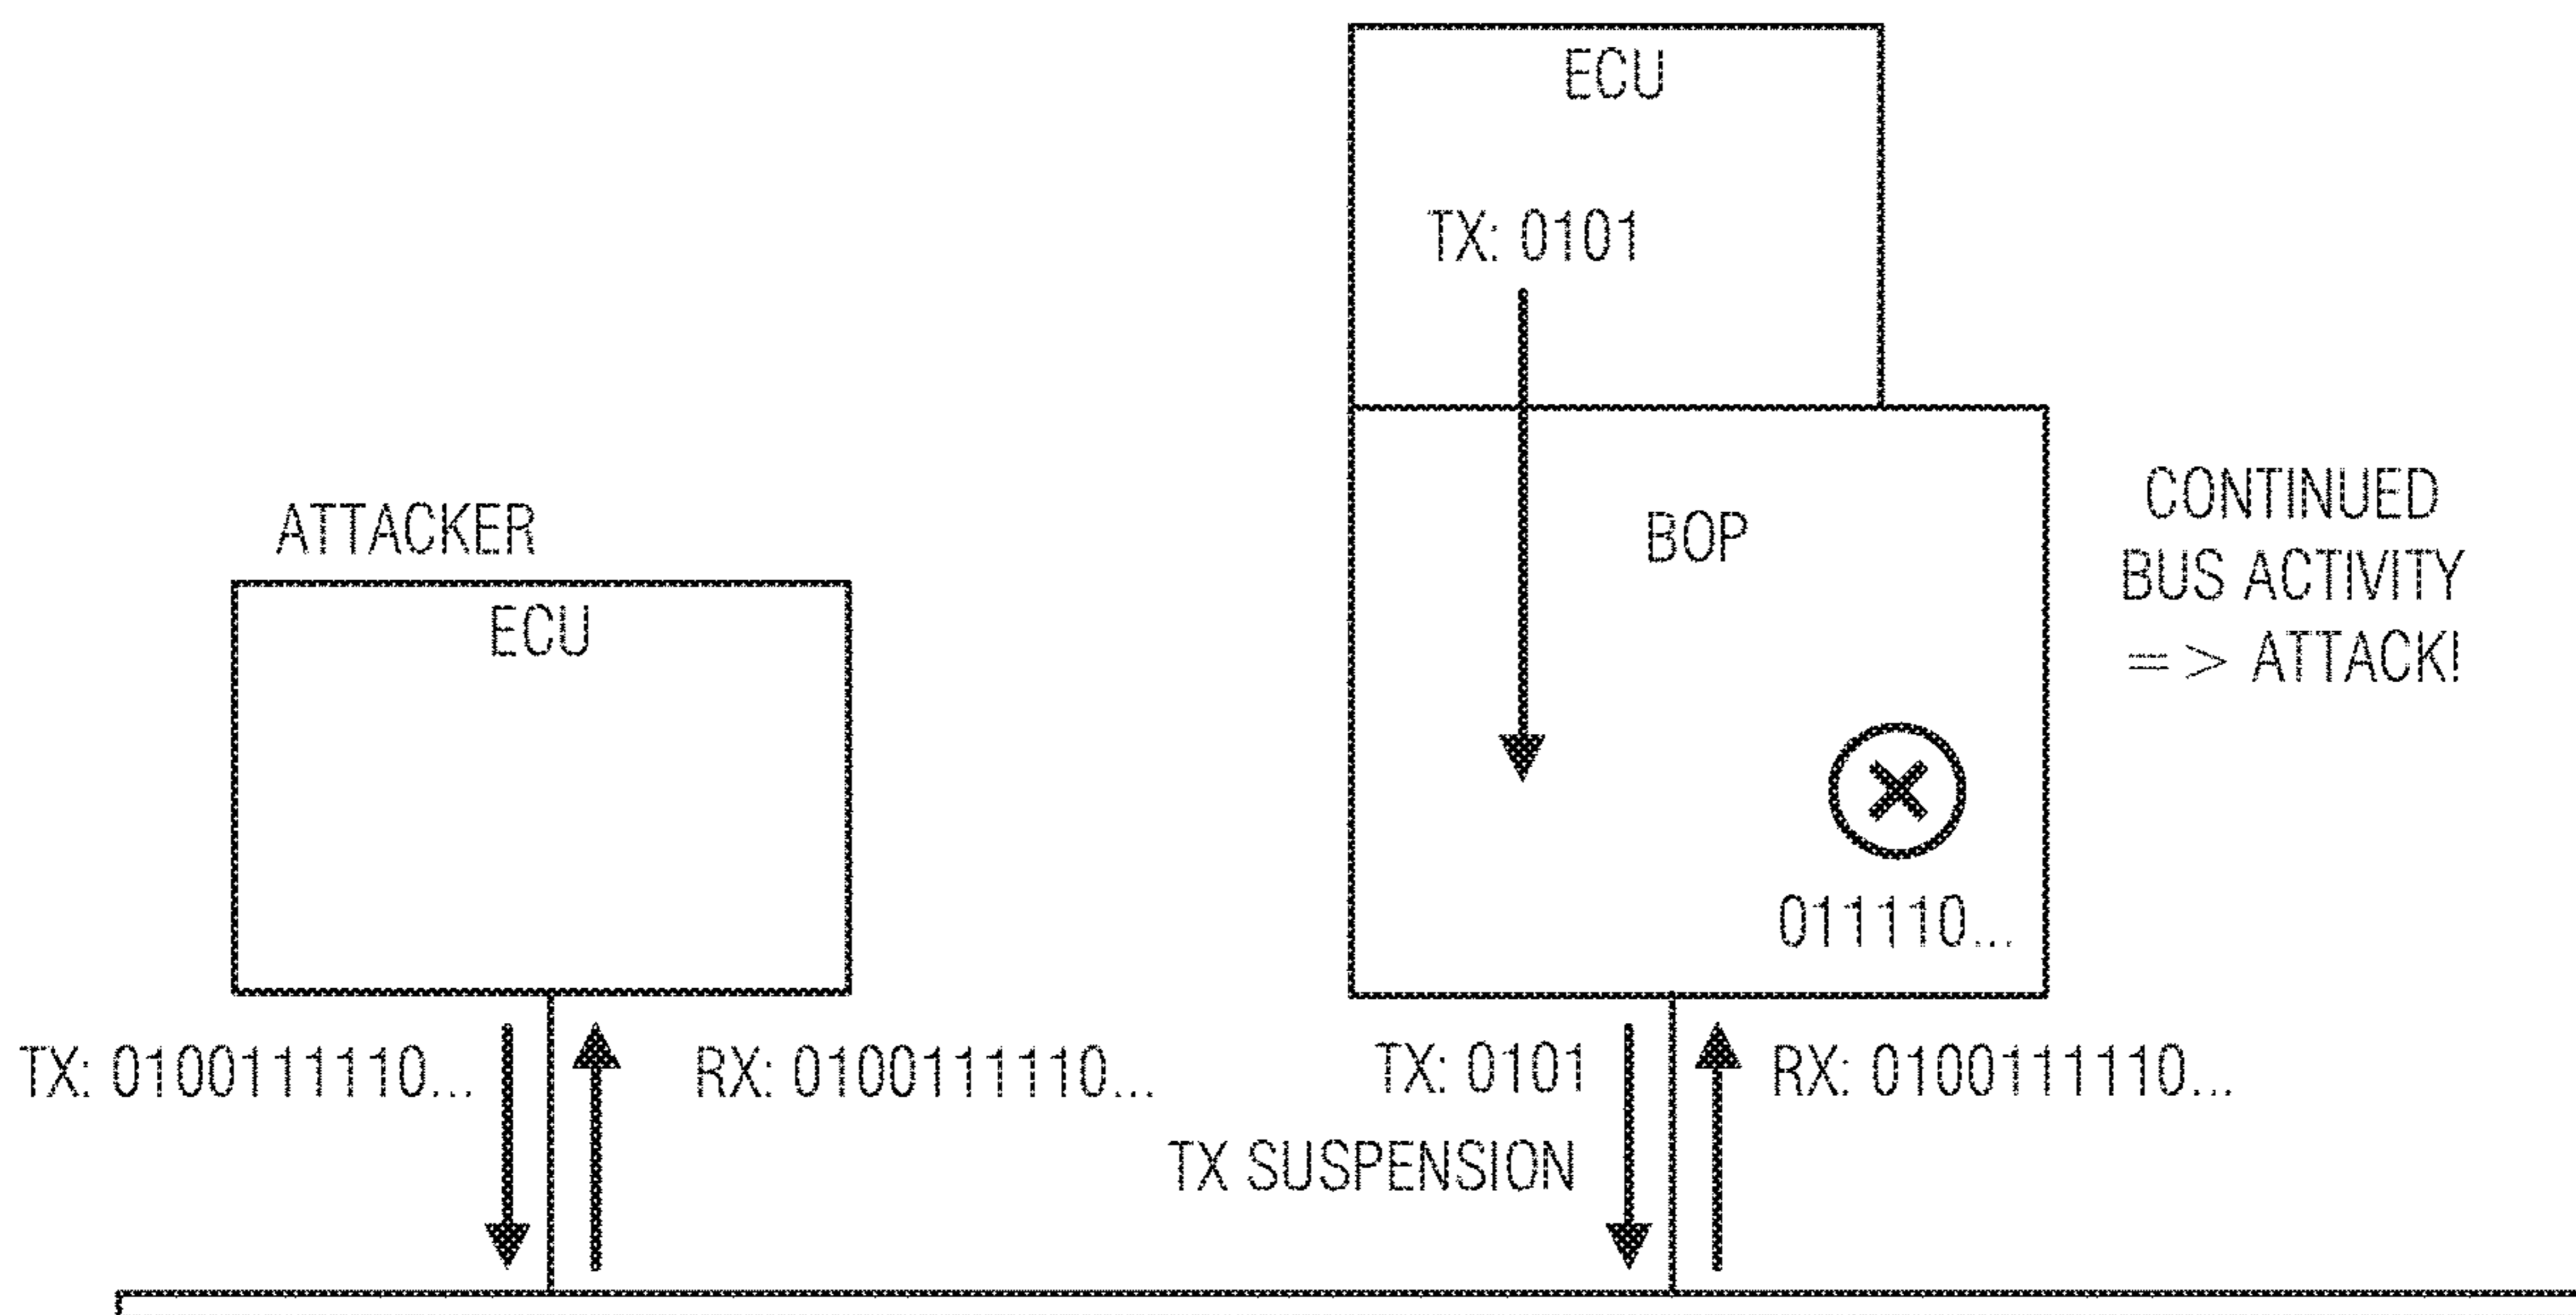 ECU
TX: 0101
ATTACKER
ECU
BOP
CONTINUED
BUS ACTIVITY
=> ATTACK!
011110...
TX: 0100111110...
RX: 0100111110...
TX: 0101
RX: 0100111110...
TX SUSPENSION